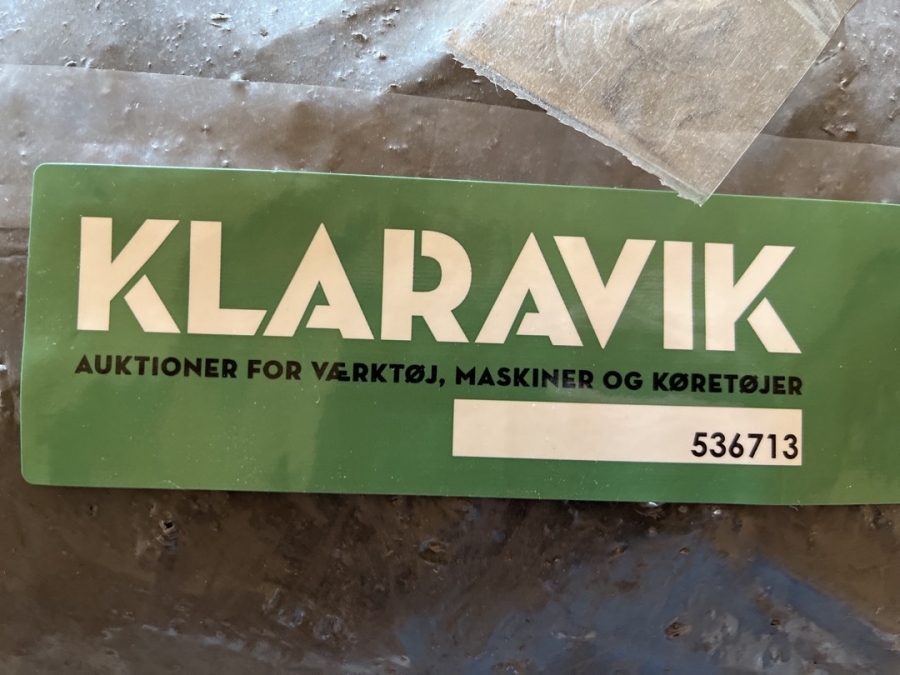 KLARAVIK
AUKTIONER FOR VÆRKTØJ, MASKINER OG KØRETØJER
536713